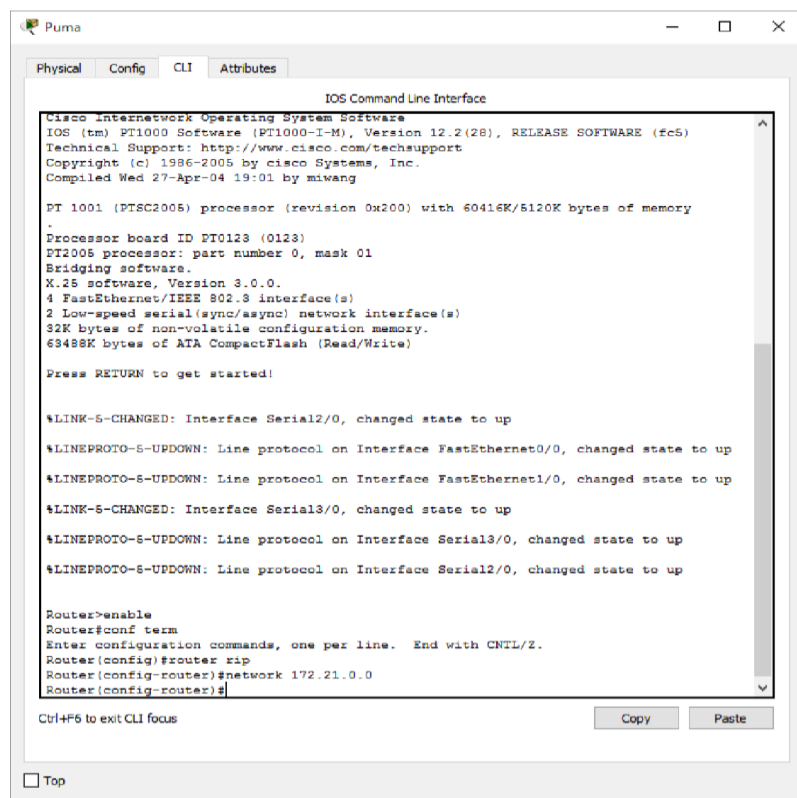 Puma
Physical Config CLI Attributes
IOS Command Line Interface
Cisco Internetwork Operating System Software
IOS (tm) PT1000 Software (PT1000-I-M), Version 12.2(28), RELEASE SOFTWARE (fc5)
Technical Support: http://www.cisco.com/techsupport
Copyright (c) 1986-2005 by cisco Systems, Inc.
Compiled Wed 27-Apr-04 19:01 by miwang
PT 1001 (PTSC2005) processor (revision 0x200) with 60416K/5120K bytes of memory
.
Processor board ID PT0123 (0123)
PT2005 processor: part number 0, mask 01
Bridging software.
X.25 software, Version 3.0.0.
4 FastEthernet/IEEE 802.3 interface(s)
2 Low-speed serial(sync/async) network interface(s)
32K bytes of non-volatile configuration memory.
63488K bytes of ATA CompactFlash (Read/Write)
Press RETURN to get started!
%LINK-5-CHANGED: Interface Serial2/0, changed state to up
%LINEPROTO-5-UPDOWN: Line protocol on Interface FastEthernet0/0, changed state to up
%LINEPROTO-5-UPDOWN: Line protocol on Interface FastEthernet1/0, changed state to up
%LINK-5-CHANGED: Interface Serial3/0, changed state to up
%LINEPROTO-5-UPDOWN: Line protocol on Interface Serial3/0, changed state to up
%LINEPROTO-5-UPDOWN: Line protocol on Interface Serial2/0, changed state to up
Router>enable
Router#conf term
Enter configuration commands, one per line. End with CNTL/Z.
Router(config)#router rip
Router(config-router)#network 172.21.0.0
Router(config-router)#
Ctrl+F6 to exit CLI focus
Copy Paste
Top